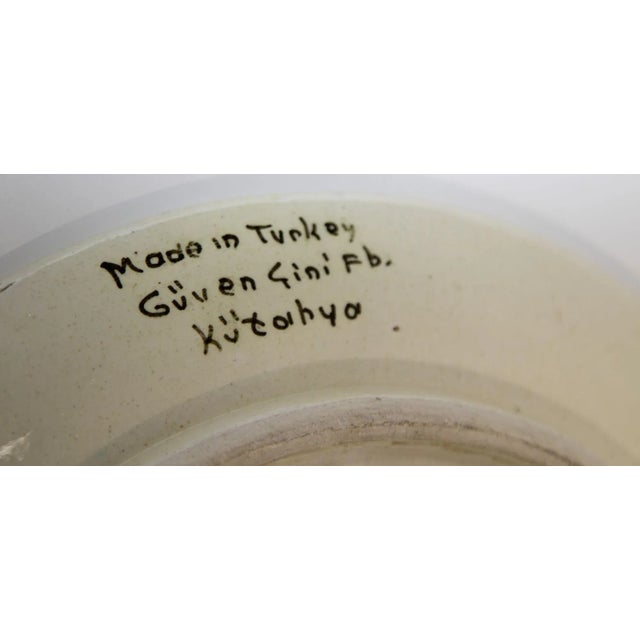 Made in Turkey
Güven Çini Fb.
Kütahya